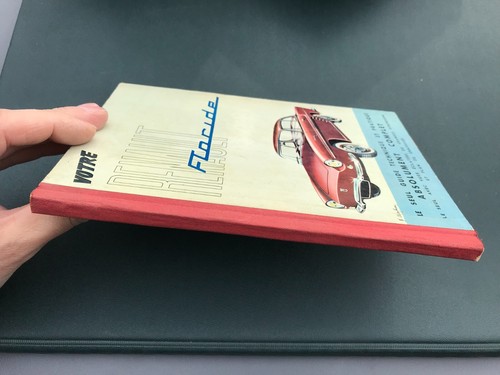 VOTRE
RENAULT
Floride
LE SEUL GUIDE TECHNIQUE ET PRATIQUE
ABSOLUMENT COMPLET